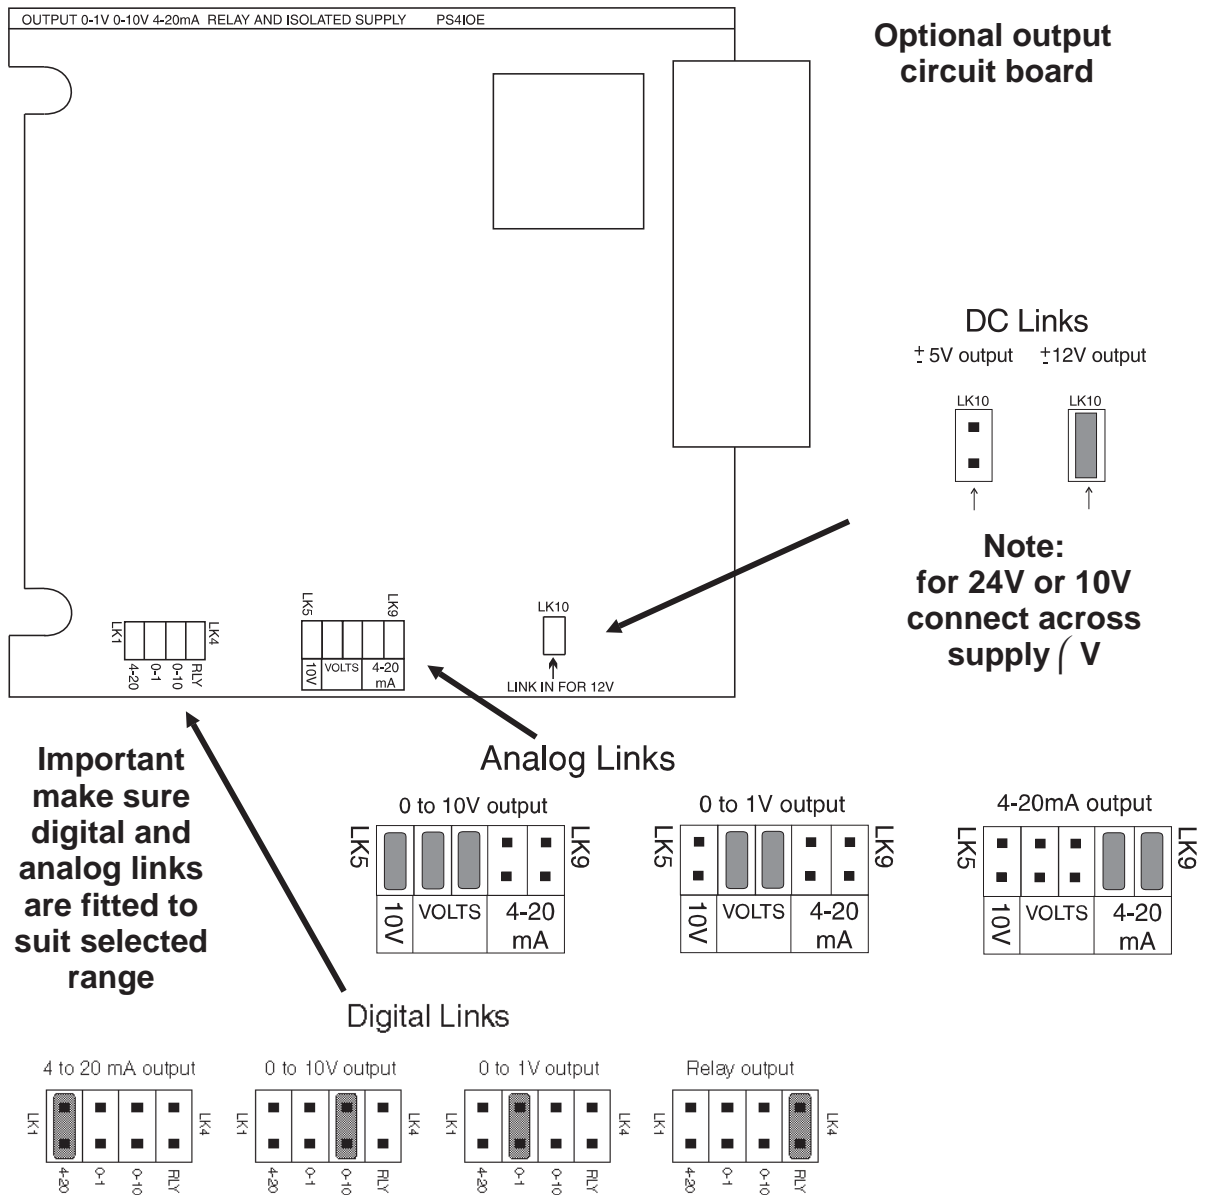 OUTPUT 0-1V 0-10V 4-20mA RELAY AND ISOLATED SUPPLY PS4IOE
Optional output
circuit board
DC Links
± 5V output ±12V output
LK10 LK10
Note:
for 24V or 10V
connect across
supply ( V
LK1 LK4
4-20 0-1 0-10 RLY
LK5 LK9
10V VOLTS 4-20
mA
LK10
LINK IN FOR 12V
Important
make sure
digital and
analog links
are fitted to
suit selected
range
Analog Links
0 to 10V output
LK5 LK9
10V VOLTS 4-20
mA
0 to 1V output
LK5 LK9
10V VOLTS 4-20
mA
4-20mA output
LK5 LK9
10V VOLTS 4-20
mA
Digital Links
4 to 20 mA output
LK1 LK4
4-20 0-1 0-10 RLY
0 to 10V output
LK1 LK4
4-20 0-1 0-10 RLY
0 to 1V output
LK1 LK4
4-20 0-1 0-10 RLY
Relay output
LK1 LK4
4-20 0-1 0-10 RLY